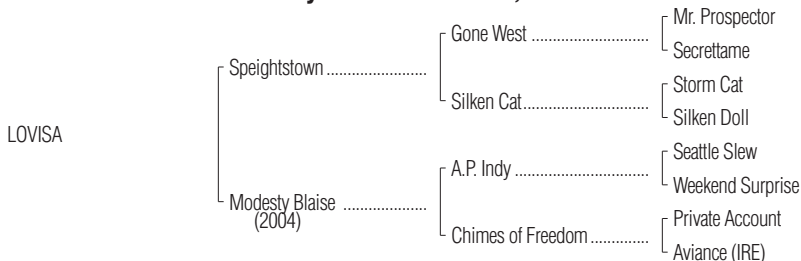 Mr. Prospector
Gone West ..............................
Secrettame
Speightstown .........................
Storm Cat
Silken Cat................................
Silken Doll
LOVISA
Seattle Slew
A.P. Indy ..................................
Weekend Surprise
Modesty Blaise .....................
(2004)
Private Account
Chimes of Freedom..............
Aviance (IRE)